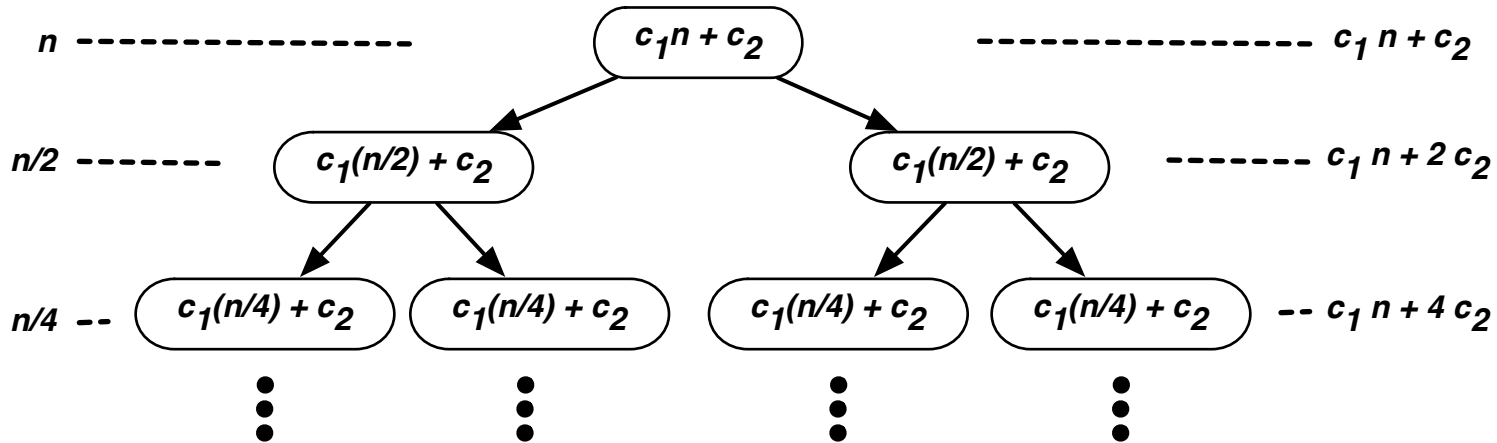 n c₁n + c₂ c₁ n + c₂
n/2 c₁(n/2) + c₂ c₁(n/2) + c₂ c₁ n + 2 c₂
n/4 c₁(n/4) + c₂ c₁(n/4) + c₂ c₁(n/4) + c₂ c₁(n/4) + c₂ c₁ n + 4 c₂